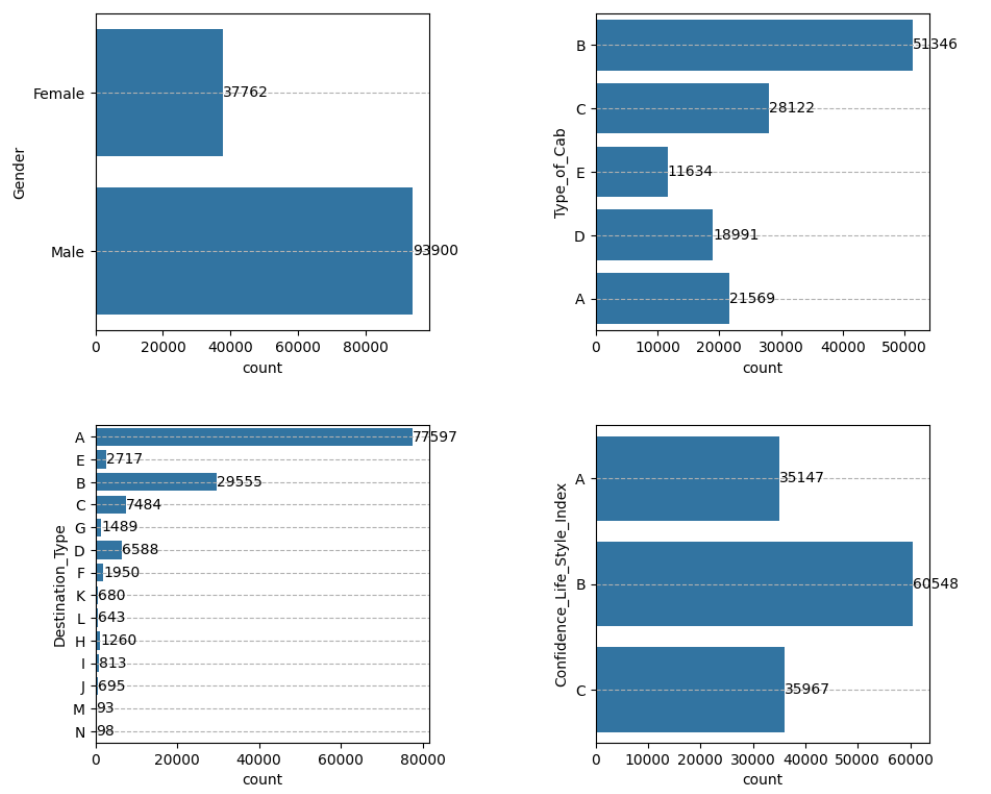 Gender
Female 37762
Male 93900
0 20000 40000 60000 80000
count
Type_of_Cab
B 51346
C 28122
E 11634
D 18991
A 21569
0 10000 20000 30000 40000 50000
count
Destination_Type
A 77597
E 2717
B 29555
C 7484
G 1489
D 6588
F 1950
K 680
L 643
H 1260
I 813
J 695
M 93
N 98
0 20000 40000 60000 80000
count
Confidence_Life_Style_Index
A 35147
B 60548
C 35967
0 10000 20000 30000 40000 50000 60000
count